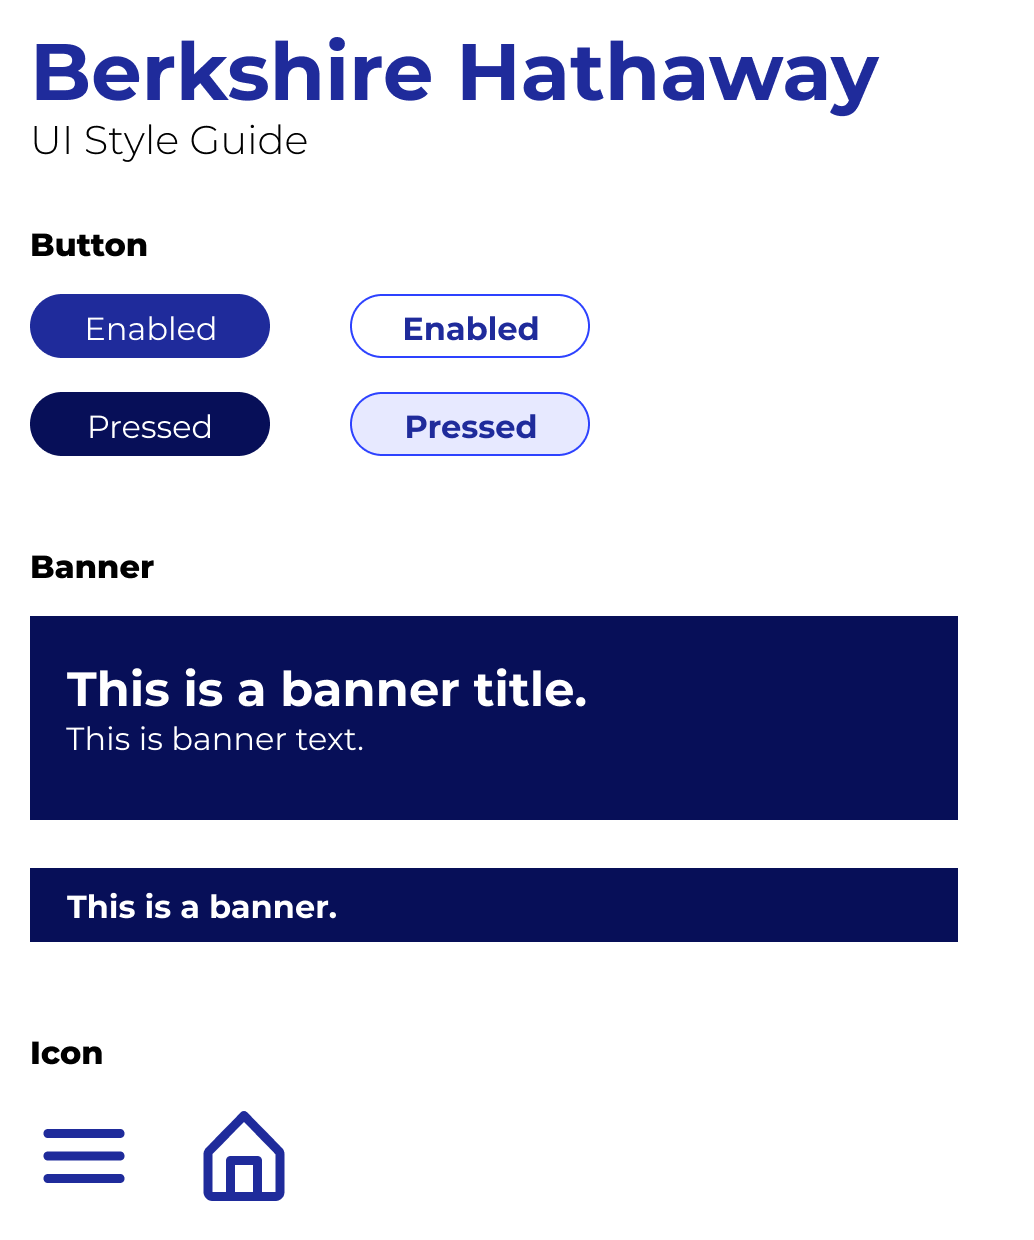 Berkshire Hathaway
UI Style Guide
Button
Enabled
Enabled
Pressed
Pressed
Banner
This is a banner title.
This is banner text.
This is a banner.
Icon